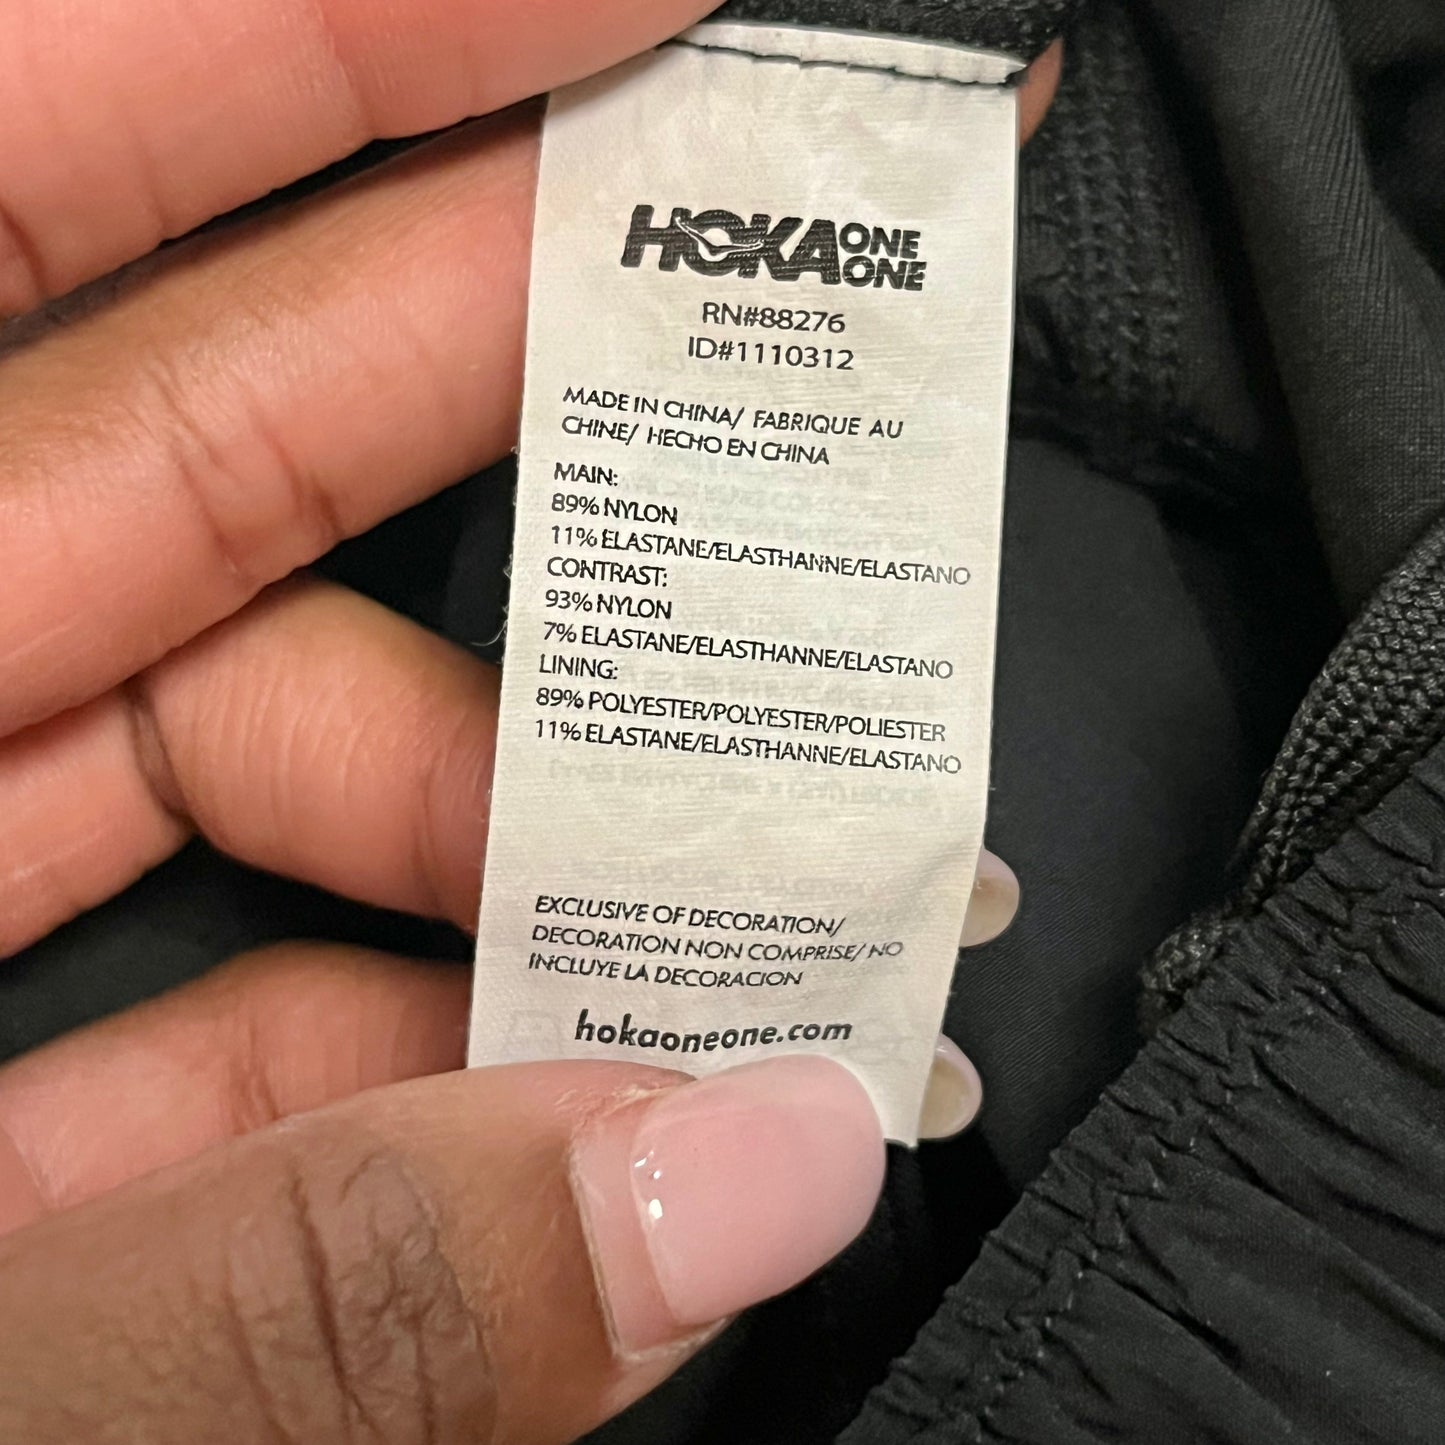 HOKA ONE ONE
RN#88276
ID#1110312
MADE IN CHINA/ FABRIQUE AU
CHINE/ HECHO EN CHINA
MAIN:
89% NYLON
11% ELASTANE/ELASTHANNE/ELASTANO
CONTRAST:
93% NYLON
7% ELASTANE/ELASTHANNE/ELASTANO
LINING:
89% POLYESTER/POLYESTER/POLIESTER
11% ELASTANE/ELASTHANNE/ELASTANO
EXCLUSIVE OF DECORATION/
DECORATION NON COMPRISE/ NO
INCLUYE LA DECORACION
hokaoneone.com